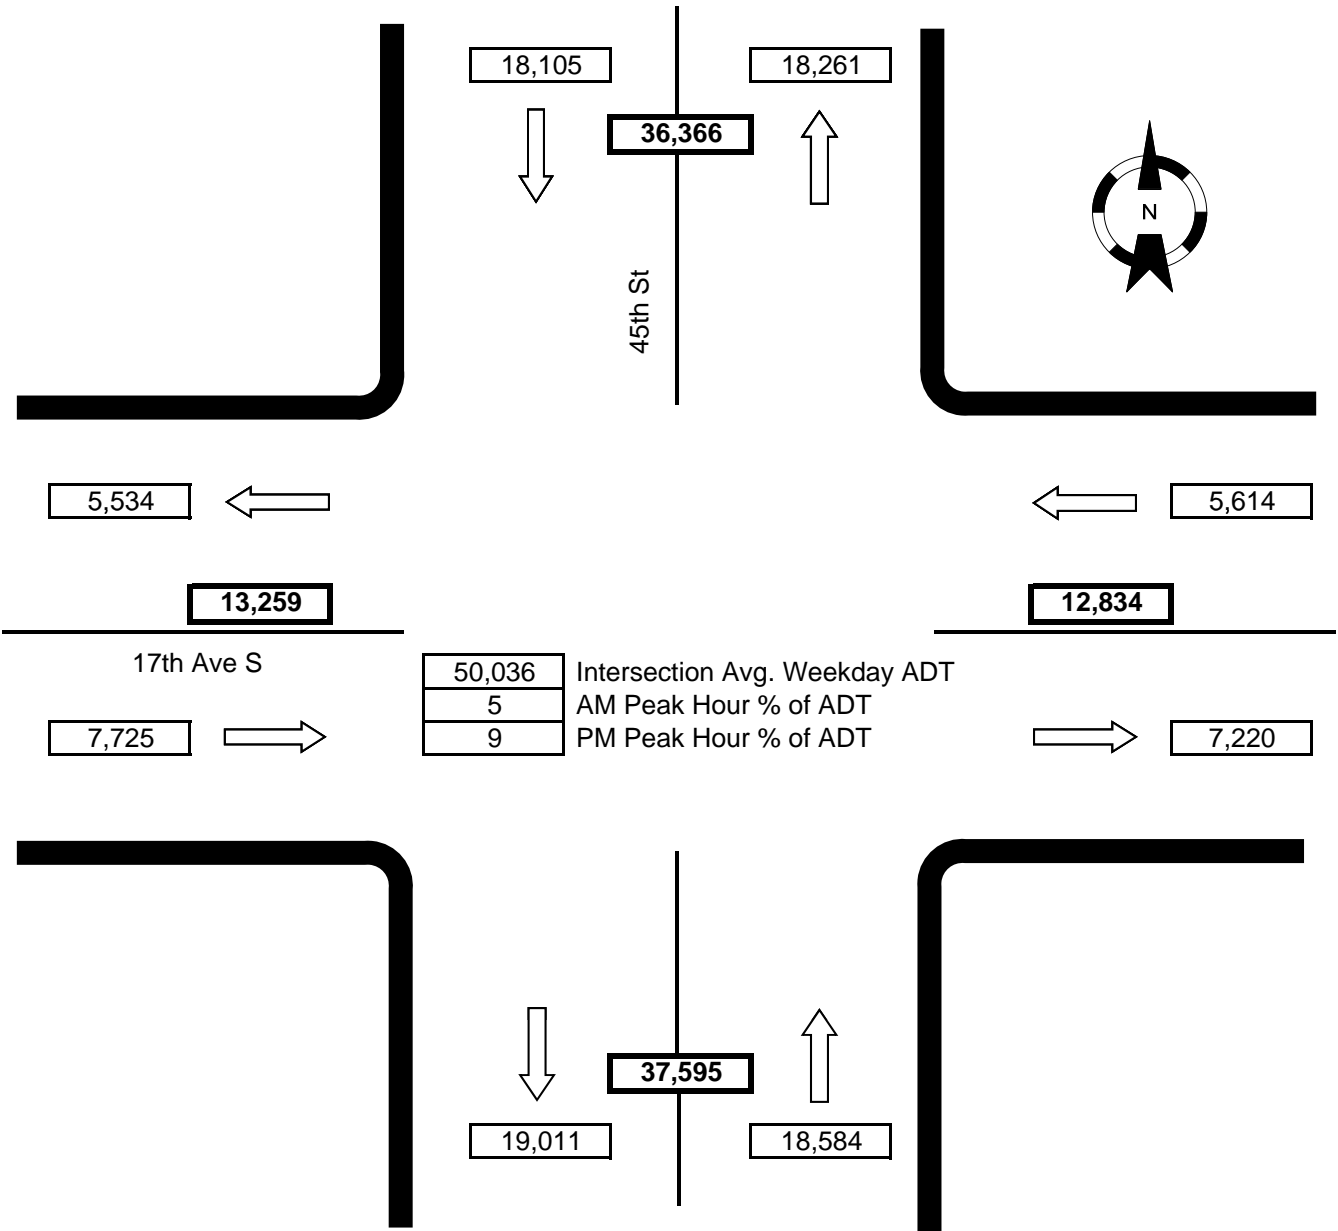 18,105
18,261
36,366
N
45th St
5,534
5,614
13,259
12,834
17th Ave S
50,036 Intersection Avg. Weekday ADT
5 AM Peak Hour % of ADT
9 PM Peak Hour % of ADT
7,725
7,220
37,595
19,011
18,584